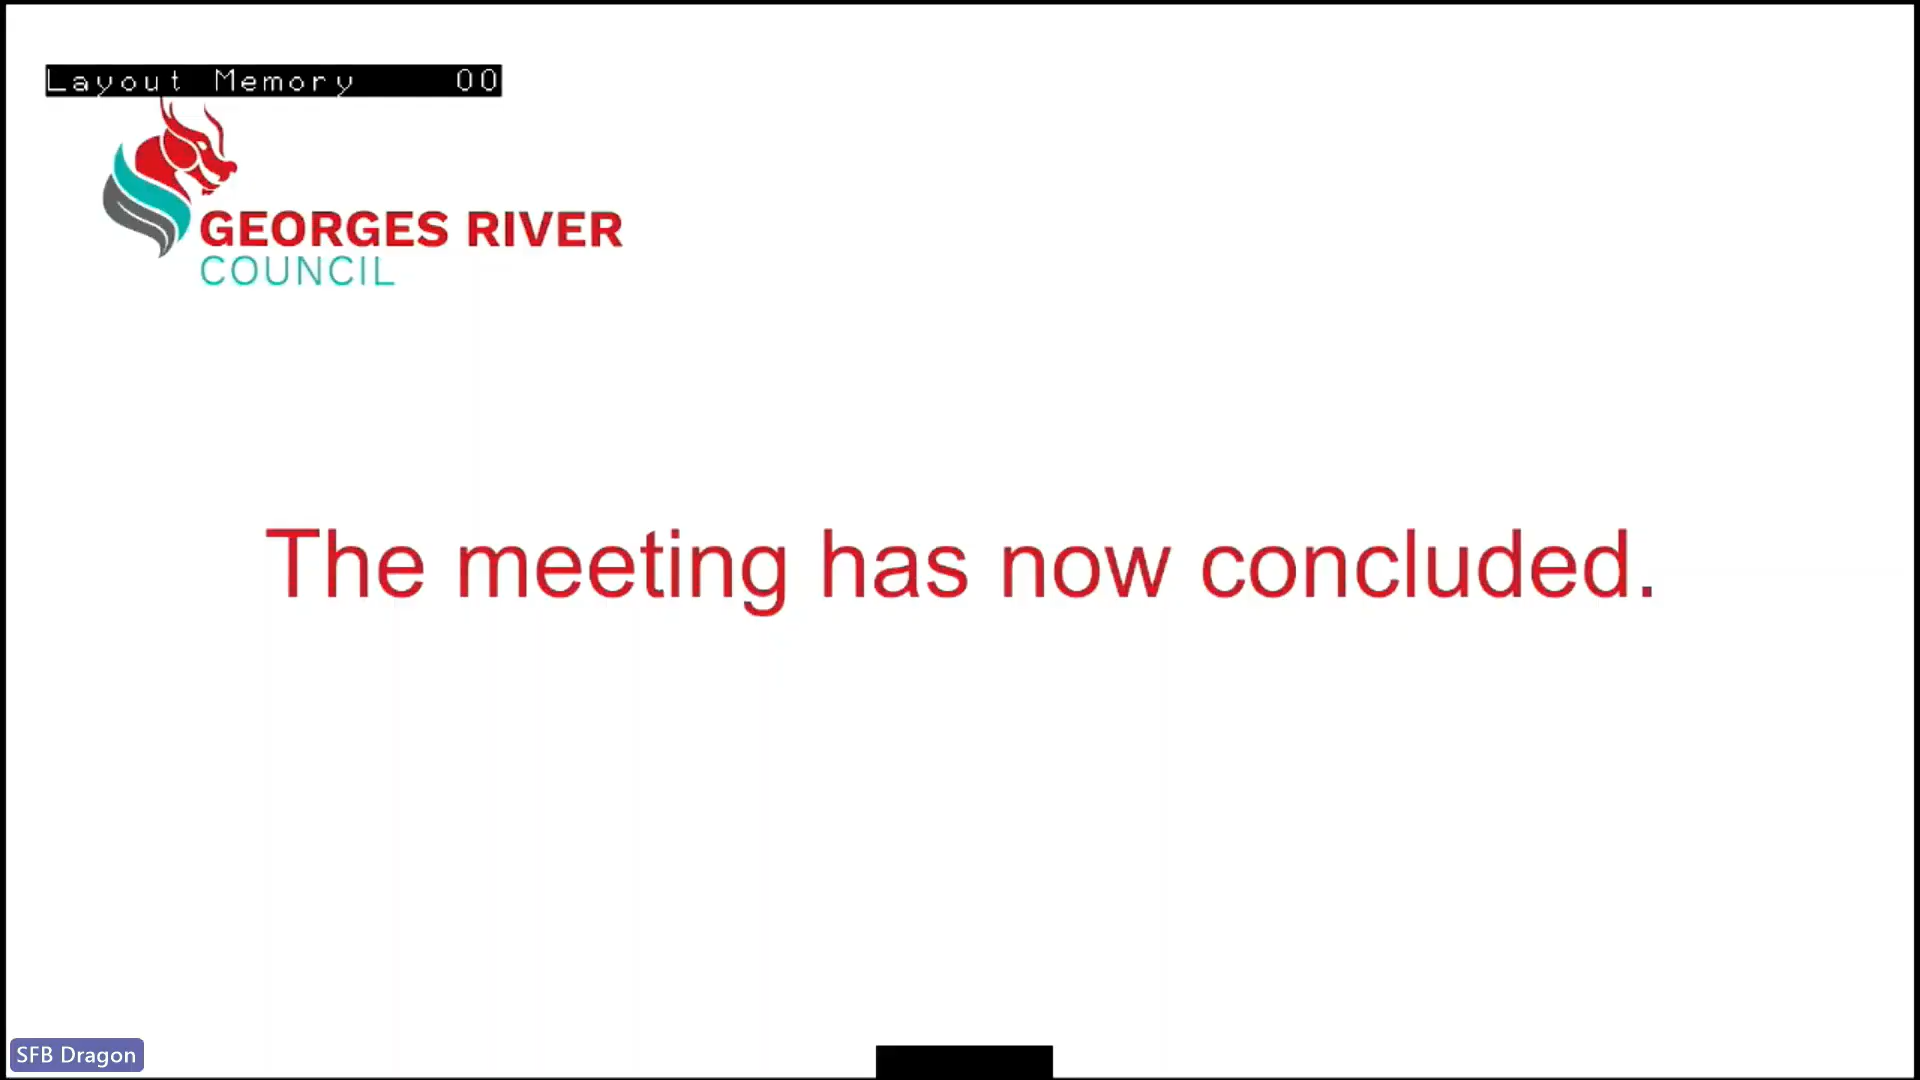 Layout Memory 00
GEORGES RIVER
COUNCIL
The meeting has now concluded.
SFB Dragon